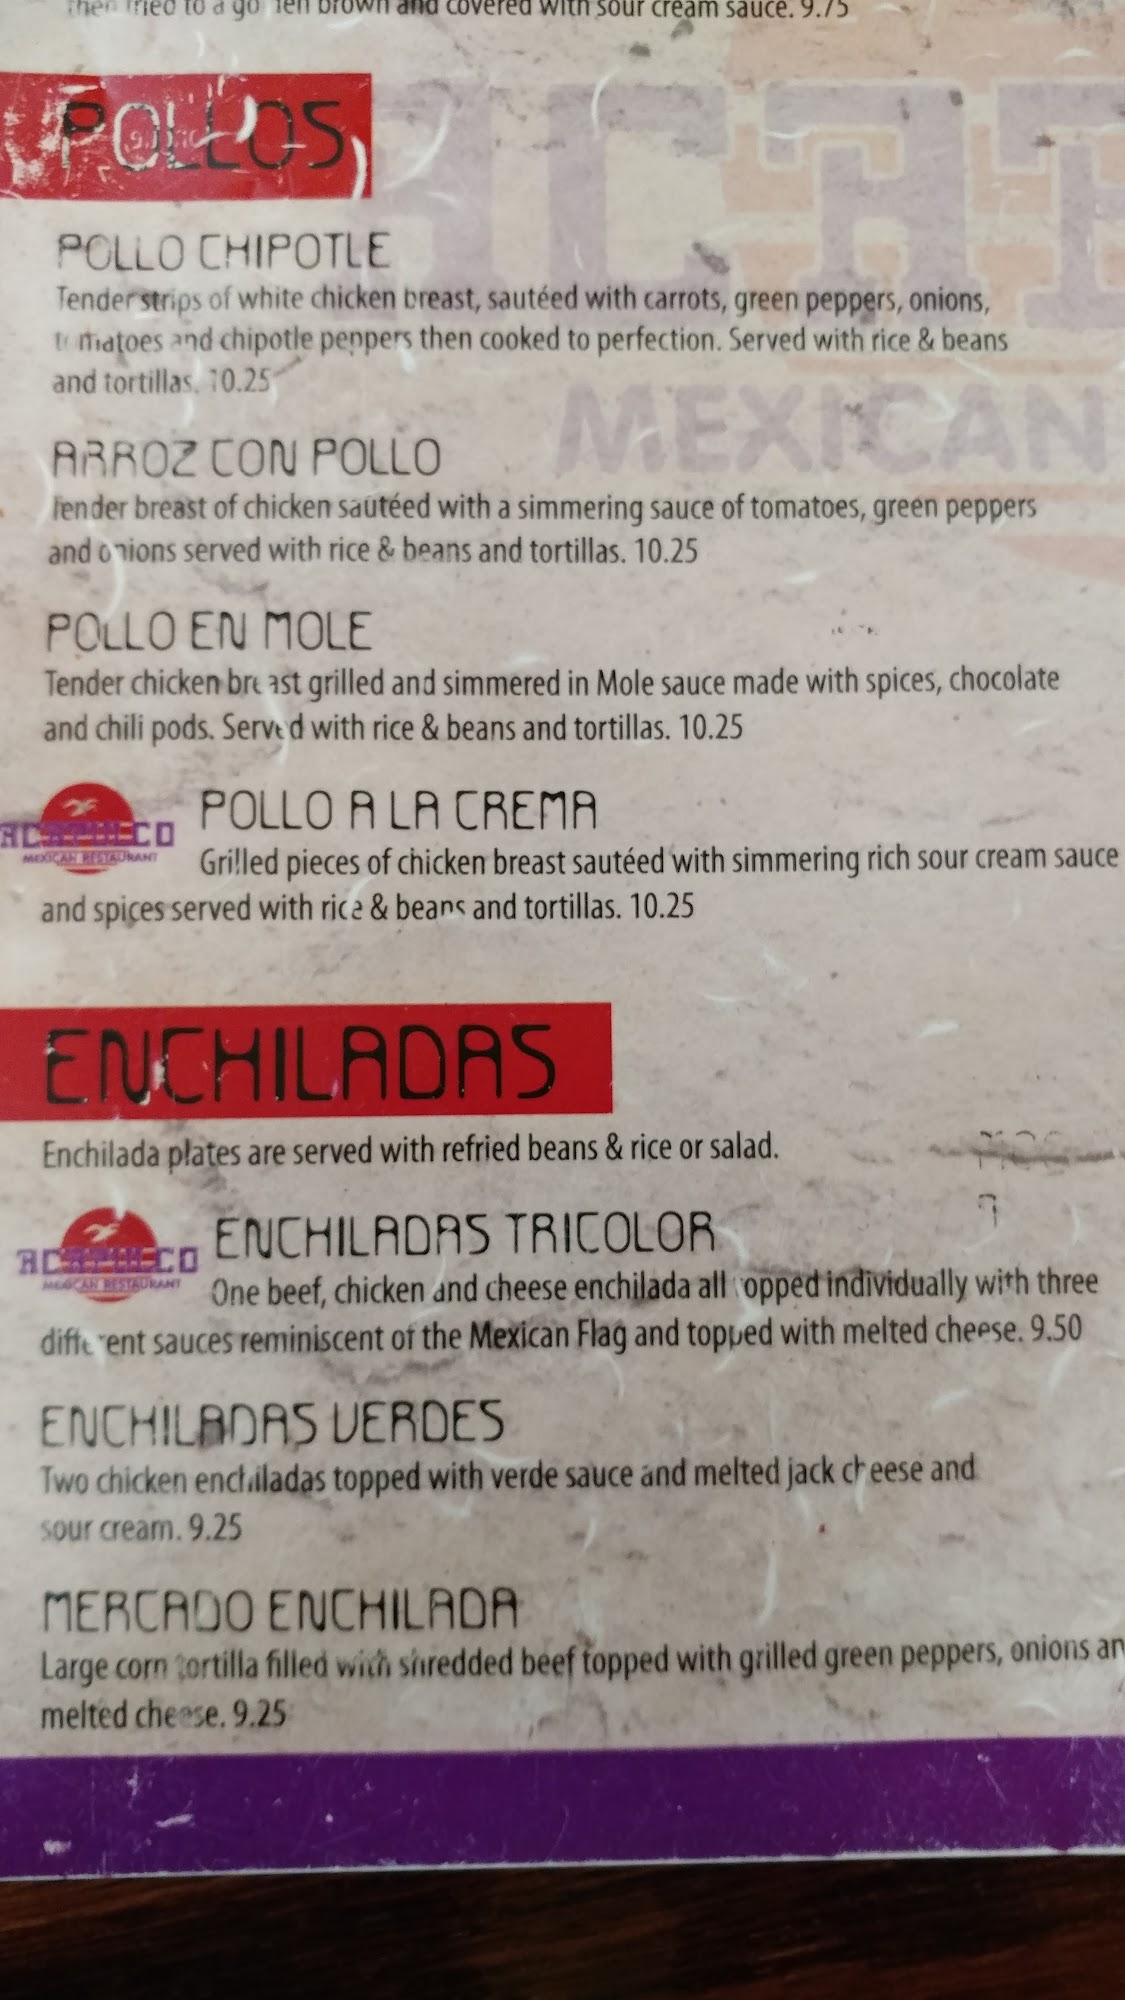 Then fried to a golden brown and covered with sour cream sauce. 9.75
POLLOS
POLLO CHIPOTLE
Tender strips of white chicken breast, sautéed with carrots, green peppers, onions,
tomatoes and chipotle peppers then cooked to perfection. Served with rice & beans
and tortillas. 10.25
MEXICAN
ARROZ CON POLLO
Tender breast of chicken sautéed with a simmering sauce of tomatoes, green peppers
and onions served with rice & beans and tortillas. 10.25
POLLO EN MOLE
Tender chicken breast grilled and simmered in Mole sauce made with spices, chocolate
and chili pods. Served with rice & beans and tortillas. 10.25
ACAPULCO
MEXICAN RESTAURANT
POLLO A LA CREMA
Grilled pieces of chicken breast sautéed with simmering rich sour cream sauce
and spices served with rice & beans and tortillas. 10.25
ENCHILADAS
Enchilada plates are served with refried beans & rice or salad.
ACAPULCO
MEXICAN RESTAURANT
ENCHILADAS TRICOLOR
One beef, chicken and cheese enchilada all topped individually with three
different sauces reminiscent of the Mexican Flag and topped with melted cheese. 9.50
ENCHILADAS VERDES
Two chicken enchiladas topped with verde sauce and melted jack cheese and
sour cream. 9.25
MERCADO ENCHILADA
Large corn tortilla filled with shredded beef topped with grilled green peppers, onions an
melted cheese. 9.25